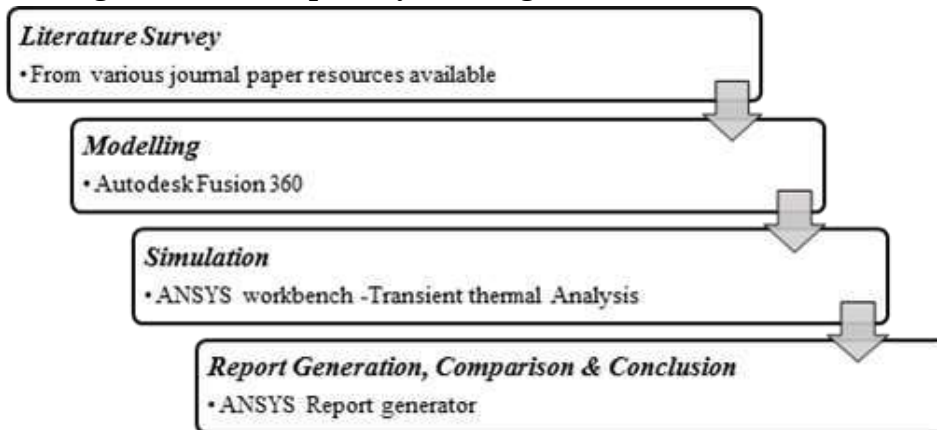 Literature Survey
• From various journal paper resources available
Modelling
• Autodesk Fusion 360
Simulation
• ANSYS workbench -Transient thermal Analysis
Report Generation, Comparison & Conclusion
• ANSYS Report generator